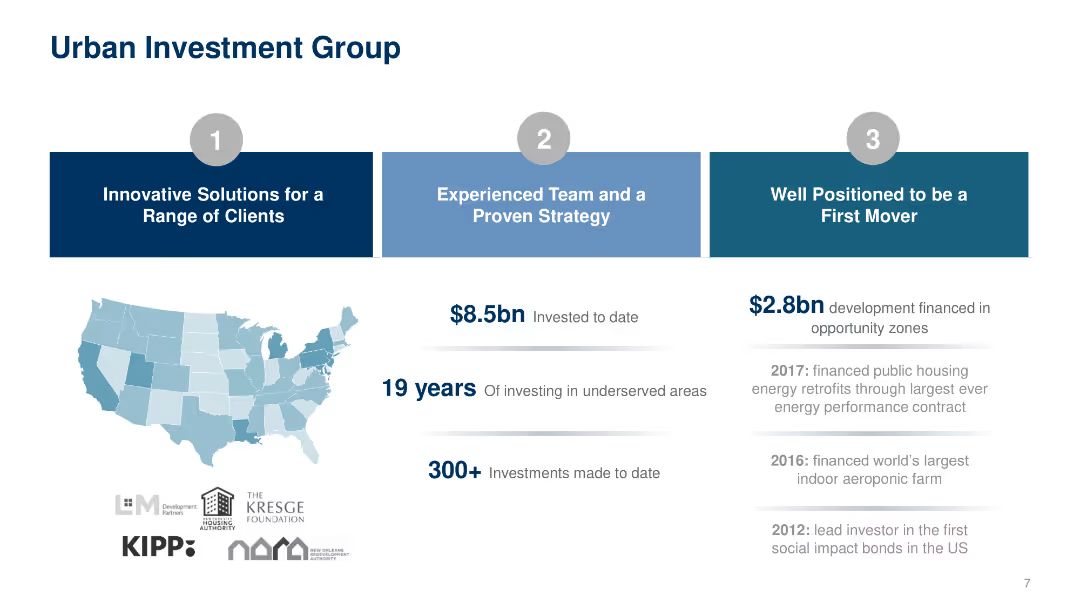 Urban Investment Group
1
Innovative Solutions for a
Range of Clients
L+M Development
Partners
NEW YORK CITY
HOUSING
AUTHORITY
THE
KRESGE
FOUNDATION
KIPP:
nora
NEW ORLEANS
REDEVELOPMENT
AUTHORITY
2
Experienced Team and a
Proven Strategy
$8.5bn Invested to date
19 years Of investing in underserved areas
300+ Investments made to date
3
Well Positioned to be a
First Mover
$2.8bn development financed in
opportunity zones
2017: financed public housing
energy retrofits through largest ever
energy performance contract
2016: financed world's largest
indoor aeroponic farm
2012: lead investor in the first
social impact bonds in the US
7